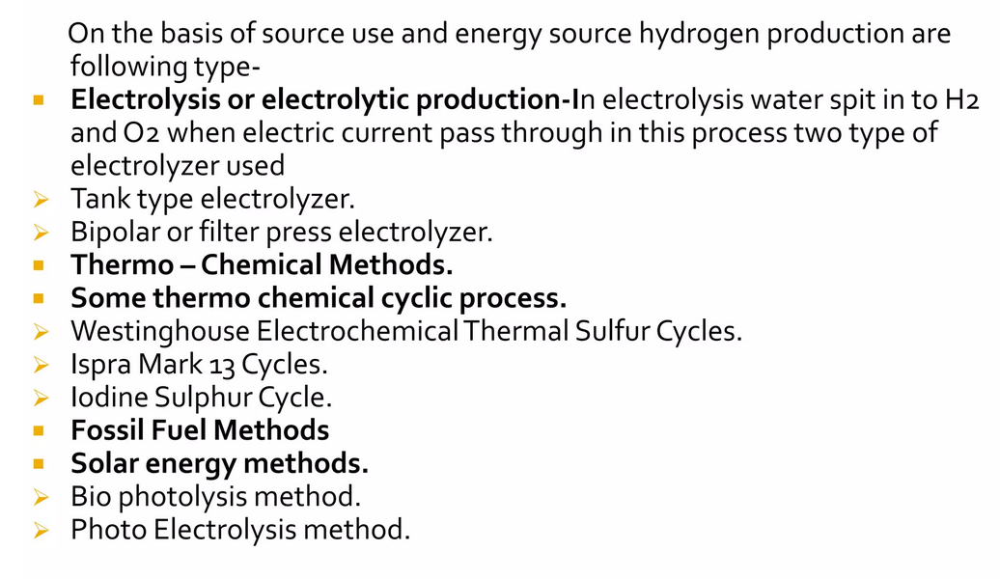 On the basis of source use and energy source hydrogen production are
following type-
▪ Electrolysis or electrolytic production-In electrolysis water spit in to H2
and O2 when electric current pass through in this process two type of
electrolyzer used
➢ Tank type electrolyzer.
➢ Bipolar or filter press electrolyzer.
▪ Thermo – Chemical Methods.
▪ Some thermo chemical cyclic process.
➢ Westinghouse Electrochemical Thermal Sulfur Cycles.
➢ Ispra Mark 13 Cycles.
➢ Iodine Sulphur Cycle.
▪ Fossil Fuel Methods
▪ Solar energy methods.
➢ Bio photolysis method.
➢ Photo Electrolysis method.